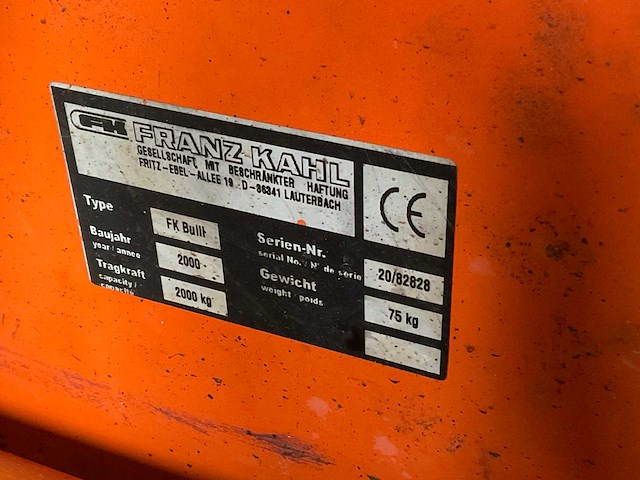 FK FRANZ KAHL
GESELLSCHAFT MIT BESCHRÄNKTER HAFTUNG
FRITZ-EBEL-ALLEE 19 D-36341 LAUTERBACH
CE
Type FK Bulli
Baujahr 2000
year / annee
Tragkraft 2000 kg
capacity /
capacite
Serien-Nr. 20/82828
serial No. / N° de serie
Gewicht 75 kg
weight / poids